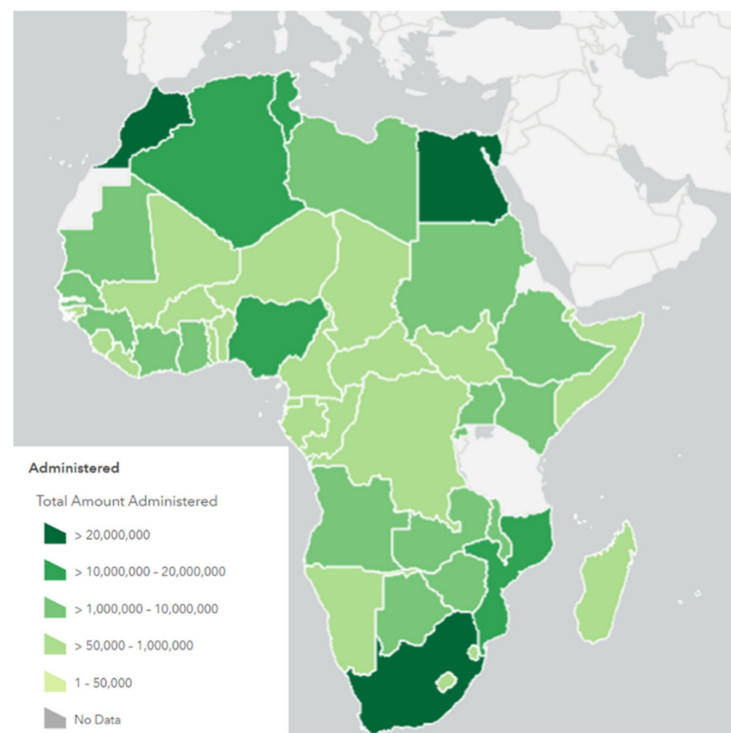 Administered
Total Amount Administered
> 20,000,000
> 10,000,000 - 20,000,000
> 1,000,000 - 10,000,000
> 50,000 - 1,000,000
1 - 50,000
No Data